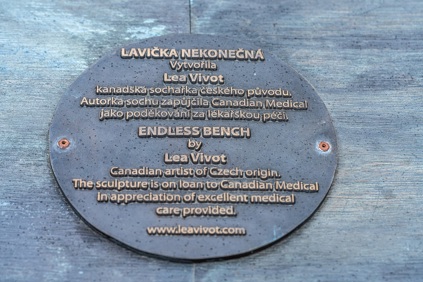 LAVIČKA NEKONEČNÁ
Vytvořila
Lea Vivot
kanadská sochařka českého původu.
Autorka sochu zapůjčila Canadian Medical
jako poděkování za lékařskou péči.
ENDLESS BENCH
by
Lea Vivot
Canadian artist of Czech origin.
The sculpture is on loan to Canadian Medical
in appreciation of excellent medical
care provided.
www.leavivot.com